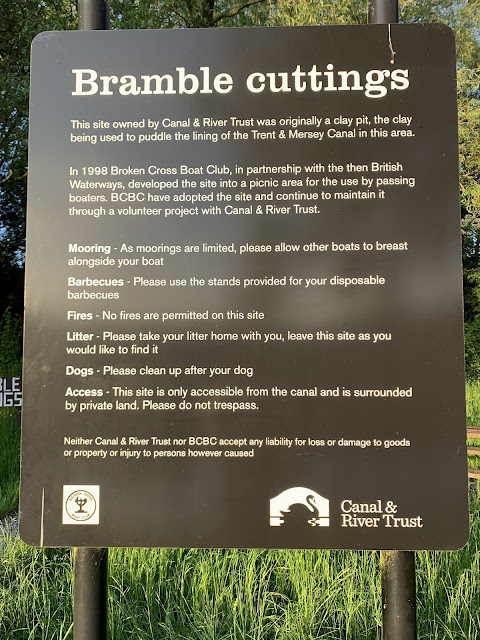 Bramble cuttings
This site owned by Canal & River Trust was originally a clay pit, the clay
being used to puddle the lining of the Trent & Mersey Canal in this area.
In 1998 Broken Cross Boat Club, in partnership with the then British
Waterways, developed the site into a picnic area for the use by passing
boaters. BCBC have adopted the site and continue to maintain it
through a volunteer project with Canal & River Trust.
Mooring - As moorings are limited, please allow other boats to breast
alongside your boat
Barbecues - Please use the stands provided for your disposable
barbecues
Fires - No fires are permitted on this site
Litter - Please take your litter home with you, leave this site as you
would like to find it
Dogs - Please clean up after your dog
Access - This site is only accessible from the canal and is surrounded
by private land. Please do not trespass.
Neither Canal & River Trust nor BCBC accept any liability for loss or damage to goods
or property or injury to persons however caused
Canal &
River Trust